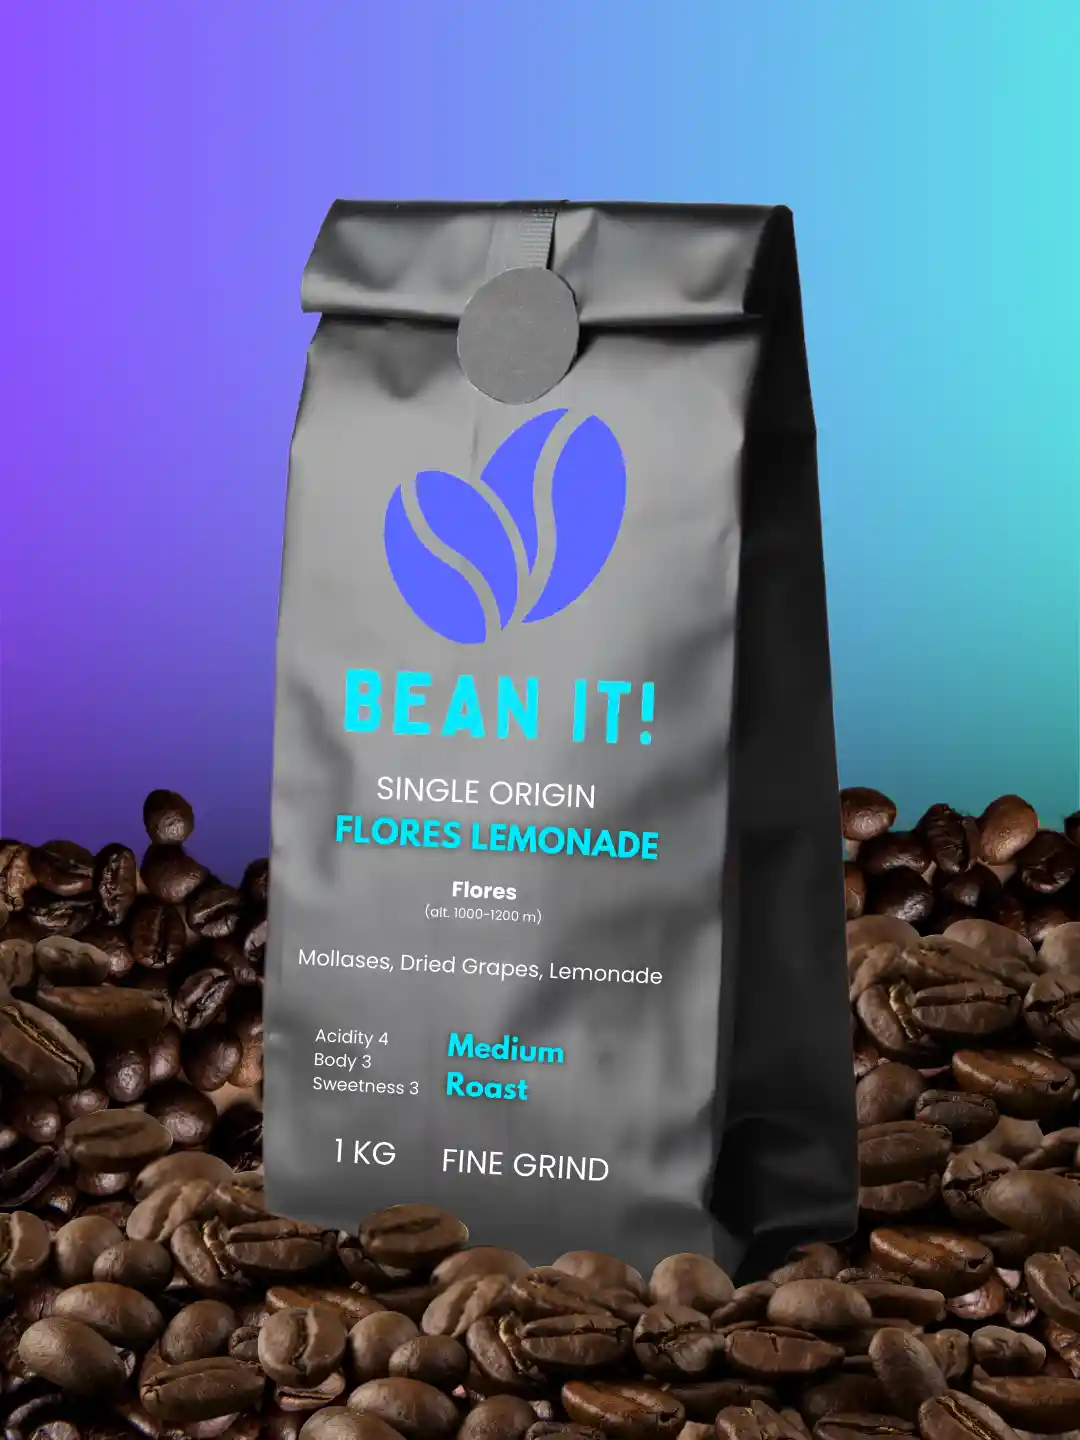 BEAN IT!
SINGLE ORIGIN
FLORES LEMONADE
Flores
(alt. 1000-1200 m)
Mollases, Dried Grapes, Lemonade
Acidity 4
Body 3
Sweetness 3
Medium
Roast
1 KG
FINE GRIND